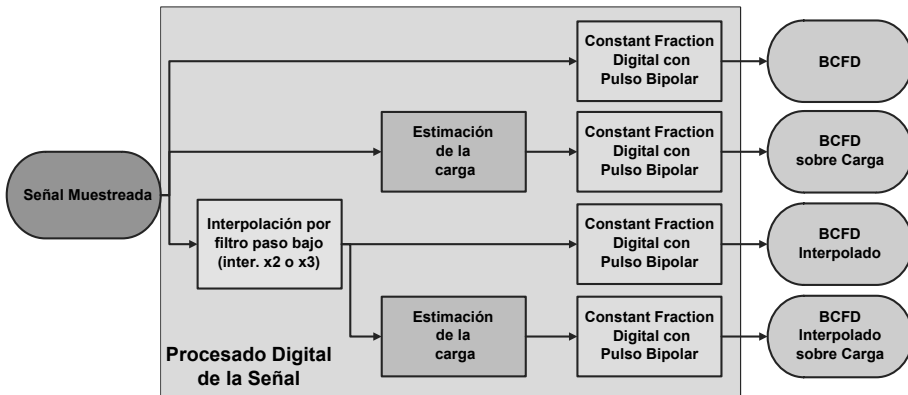 Constant Fraction
Digital con
Pulso Bipolar
BCFD
Estimación
de la
carga
Constant Fraction
Digital con
Pulso Bipolar
BCFD
sobre Carga
Señal Muestreada
Interpolación por
filtro paso bajo
(inter. x2 o x3)
Constant Fraction
Digital con
Pulso Bipolar
BCFD
Interpolado
Estimación
de la
carga
Constant Fraction
Digital con
Pulso Bipolar
BCFD
Interpolado
sobre Carga
Procesado Digital
de la Señal